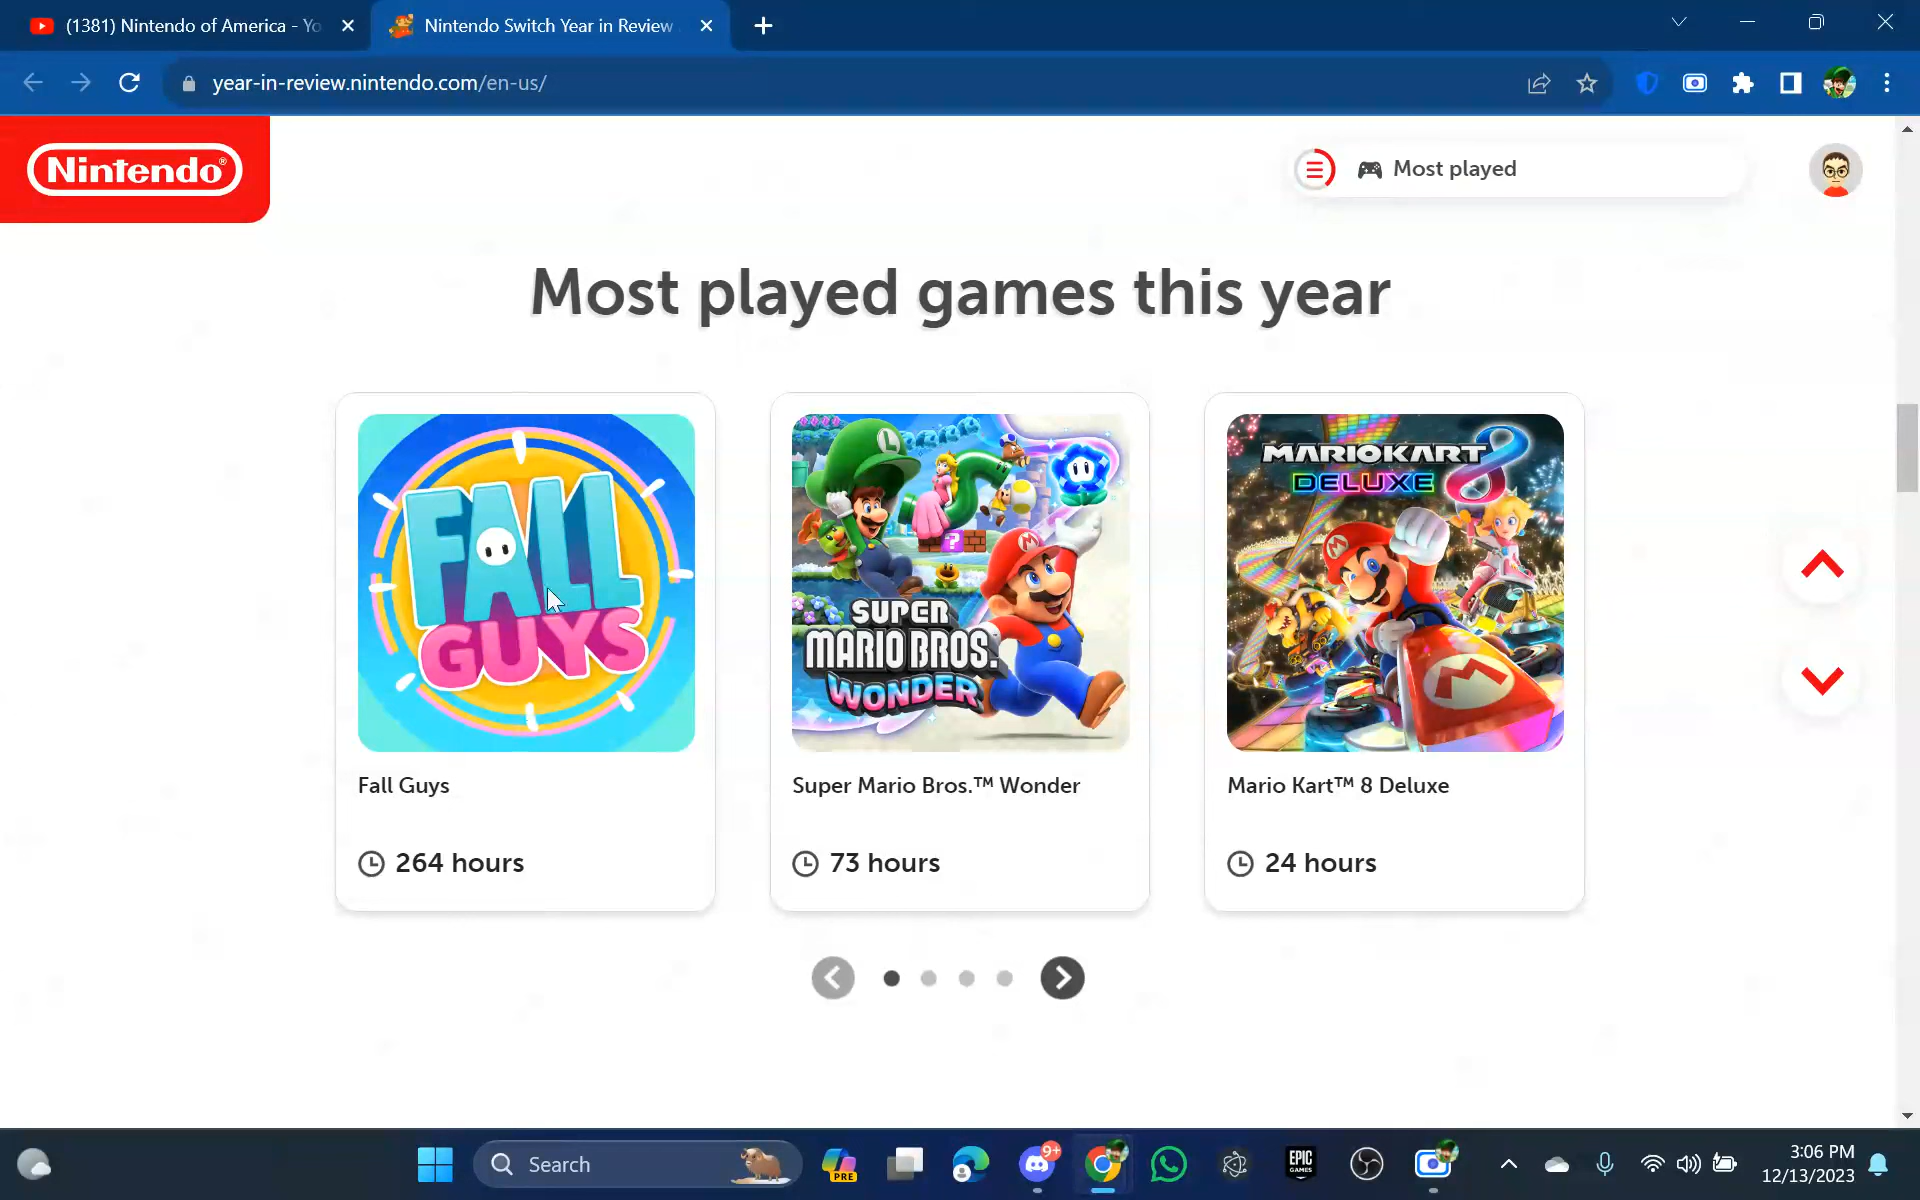 (1381) Nintendo of America - Yo
Nintendo Switch Year in Review
year-in-review.nintendo.com/en-us/
Nintendo®
Most played
Most played games this year
FALL
GUYS
L
M
?
SUPER
MARIO BROS.
WONDER
MARIOKART 8
DELUXE
M
M
Fall Guys
Super Mario Bros.™ Wonder
Mario Kart™ 8 Deluxe
264 hours
73 hours
24 hours
Search
PRE
9+
EPIC
GAMES
3:06 PM
12/13/2023